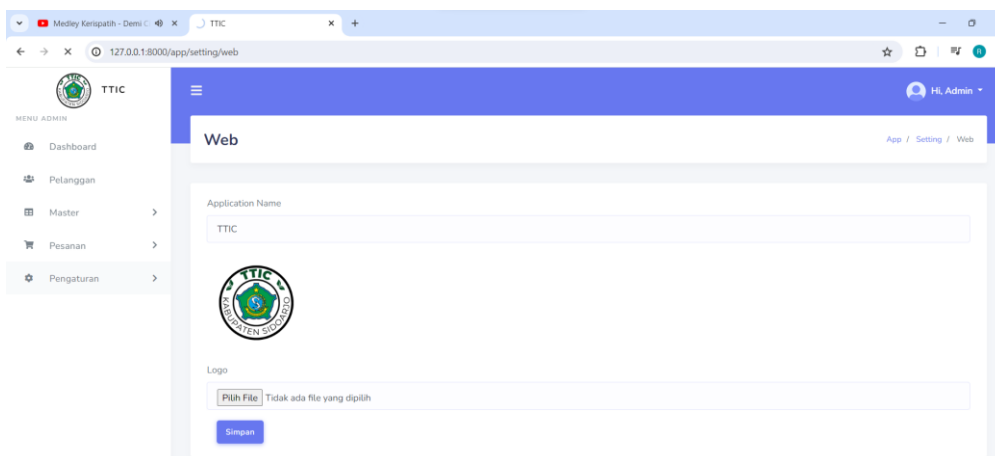 Medley Kerispatih - Demi C
TTIC
127.0.0.1:8000/app/setting/web
R
TTIC
TTIC
Hi, Admin
MENU ADMIN
Web
App / Setting / Web
Dashboard
Pelanggan
Master
Pesanan
Pengaturan
Application Name
TTIC
TTIC
KABUPATEN SIDOARJO
Logo
Pilih File Tidak ada file yang dipilih
Simpan